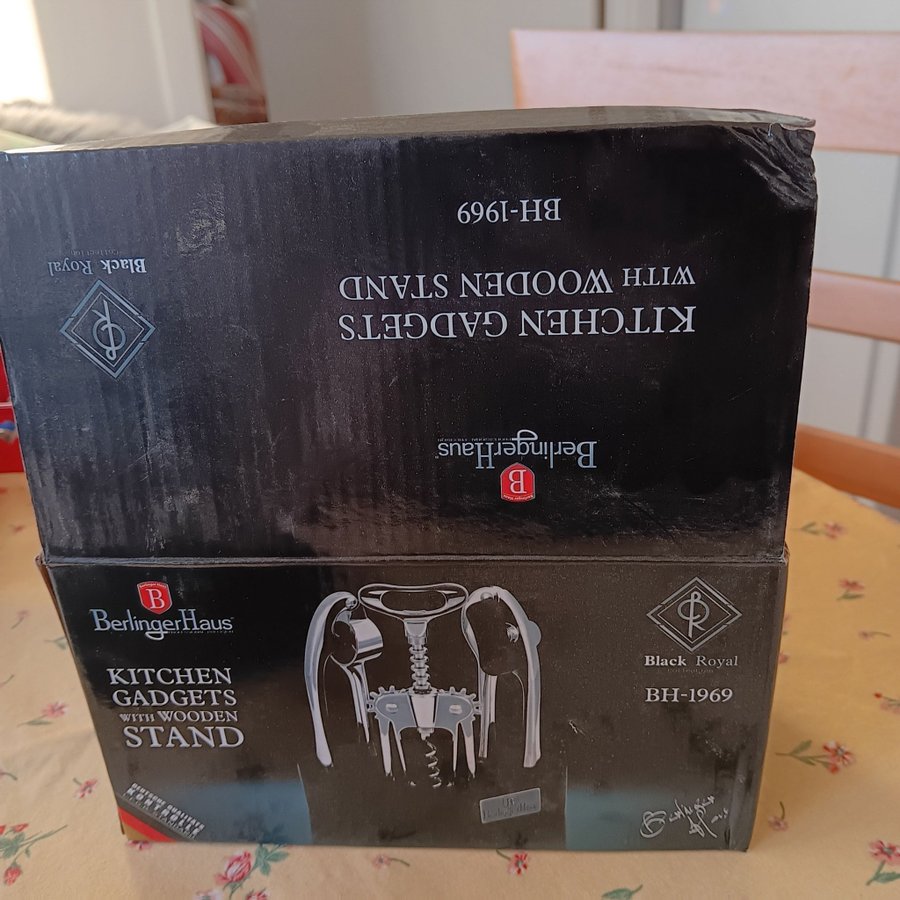 BH-1969
KITCHEN GADGETS
WITH WOODEN STAND
Black Royal
B
BerlingerHaus
B
BerlingerHaus
KITCHEN
GADGETS
WITH WOODEN
STAND
Black Royal
COLLECTION
BH-1969